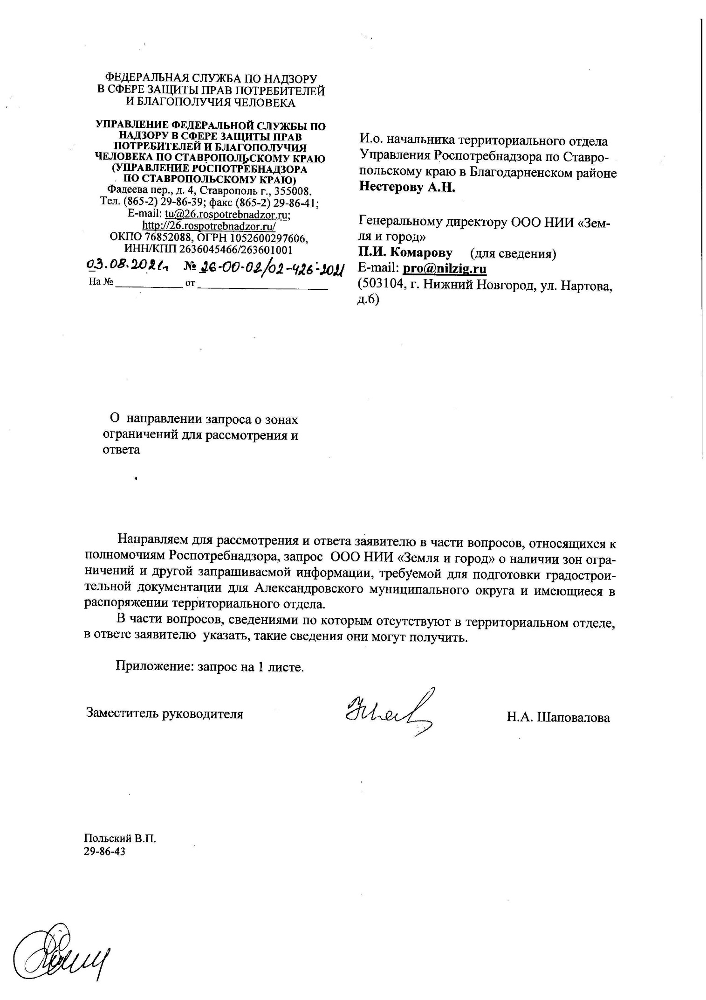 ФЕДЕРАЛЬНАЯ СЛУЖБА ПО НАДЗОРУ
В СФЕРЕ ЗАЩИТЫ ПРАВ ПОТРЕБИТЕЛЕЙ
И БЛАГОПОЛУЧИЯ ЧЕЛОВЕКА
УПРАВЛЕНИЕ ФЕДЕРАЛЬНОЙ СЛУЖБЫ ПО
НАДЗОРУ В СФЕРЕ ЗАЩИТЫ ПРАВ
ПОТРЕБИТЕЛЕЙ И БЛАГОПОЛУЧИЯ
ЧЕЛОВЕКА ПО СТАВРОПОЛЬСКОМУ КРАЮ
(УПРАВЛЕНИЕ РОСПОТРЕБНАДЗОРА
ПО СТАВРОПОЛЬСКОМУ КРАЮ)
Фадеева пер., д. 4, Ставрополь г., 355008.
Тел. (865-2) 29-86-39; факс (865-2) 29-86-41;
E-mail: tu@26.rospotrebnadzor.ru;
http://26.rospotrebnadzor.ru/
ОКПО 76852088, ОГРН 1052600297606,
ИНН/КПП 2636045466/263601001
03.08.2021г. № 26-00-02/02-426-2021
На № ____________ от ____________________
И.о. начальника территориального отдела
Управления Роспотребнадзора по Ставро-
польскому краю в Благодарненском районе
Нестерову А.Н.
Генеральному директору ООО НИИ «Зем-
ля и город»
П.И. Комарову (для сведения)
E-mail: pro@nilzig.ru
(503104, г. Нижний Новгород, ул. Нартова,
д.6)
О направлении запроса о зонах
ограничений для рассмотрения и
ответа
Направляем для рассмотрения и ответа заявителю в части вопросов, относящихся к
полномочиям Роспотребнадзора, запрос ООО НИИ «Земля и город» о наличии зон огра-
ничений и другой запрашиваемой информации, требуемой для подготовки градострои-
тельной документации для Александровского муниципального округа и имеющиеся в
распоряжении территориального отдела.
В части вопросов, сведениями по которым отсутствуют в территориальном отделе,
в ответе заявителю указать, такие сведения они могут получить.
Приложение: запрос на 1 листе.
Заместитель руководителя Н.А. Шаповалова
Польский В.П.
29-86-43